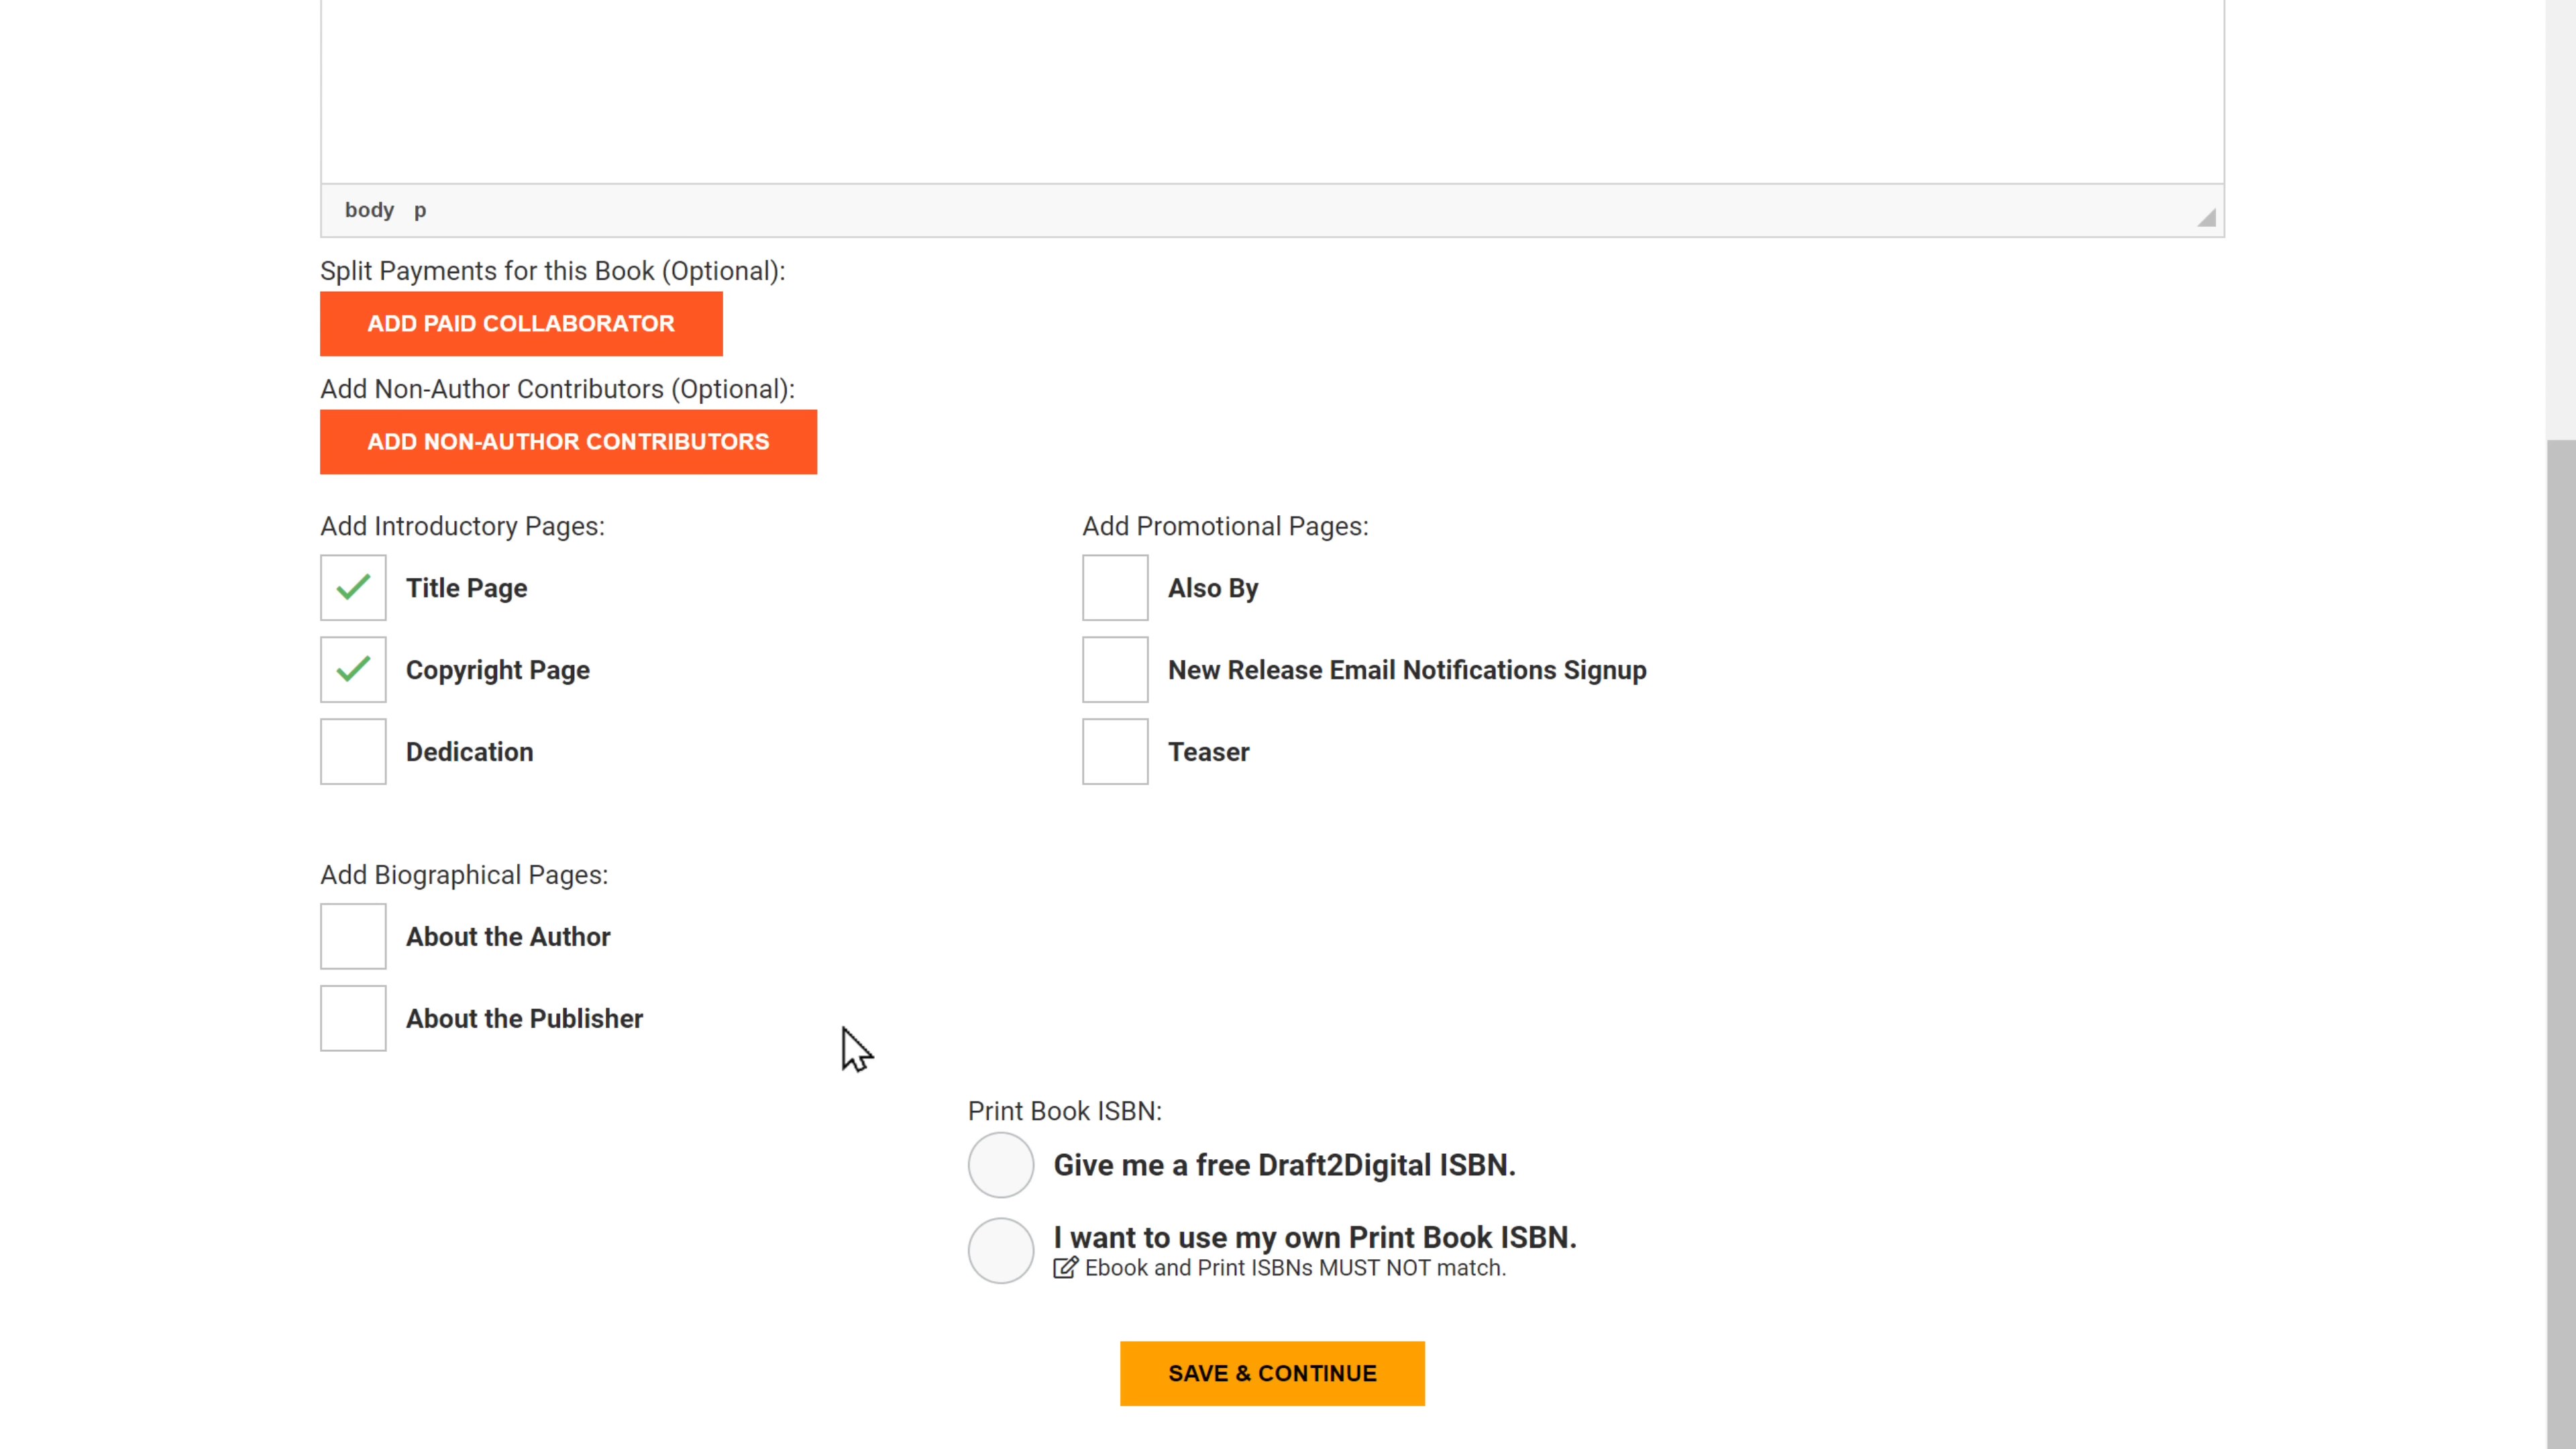 body p
Split Payments for this Book (Optional):
ADD PAID COLLABORATOR
Add Non-Author Contributors (Optional):
ADD NON-AUTHOR CONTRIBUTORS
Add Introductory Pages:
Title Page
Copyright Page
Dedication
Add Promotional Pages:
Also By
New Release Email Notifications Signup
Teaser
Add Biographical Pages:
About the Author
About the Publisher
Print Book ISBN:
Give me a free Draft2Digital ISBN.
I want to use my own Print Book ISBN.
Ebook and Print ISBNs MUST NOT match.
SAVE & CONTINUE